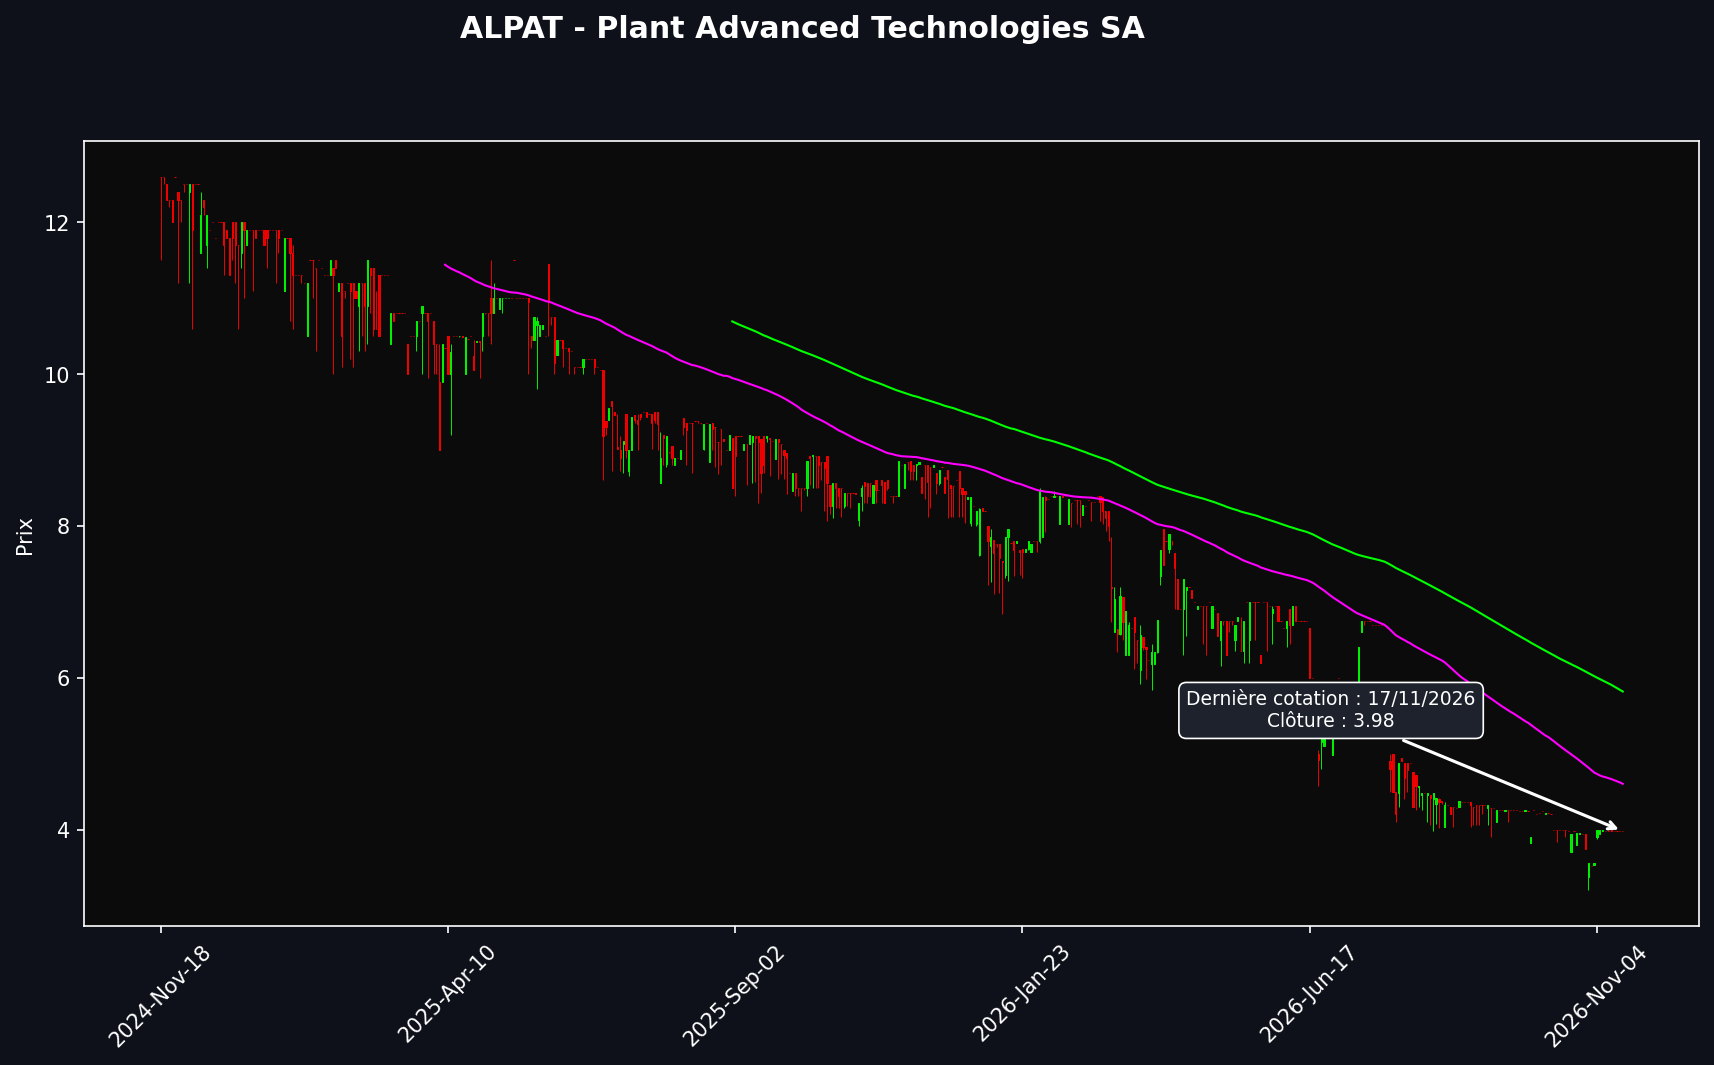 ALPAT - Plant Advanced Technologies SA
Prix
12
10
8
6
4
Dernière cotation : 17/11/2026
Clôture : 3.98
2024-Nov-18
2025-Apr-10
2025-Sep-02
2026-Jan-23
2026-Jun-17
2026-Nov-04